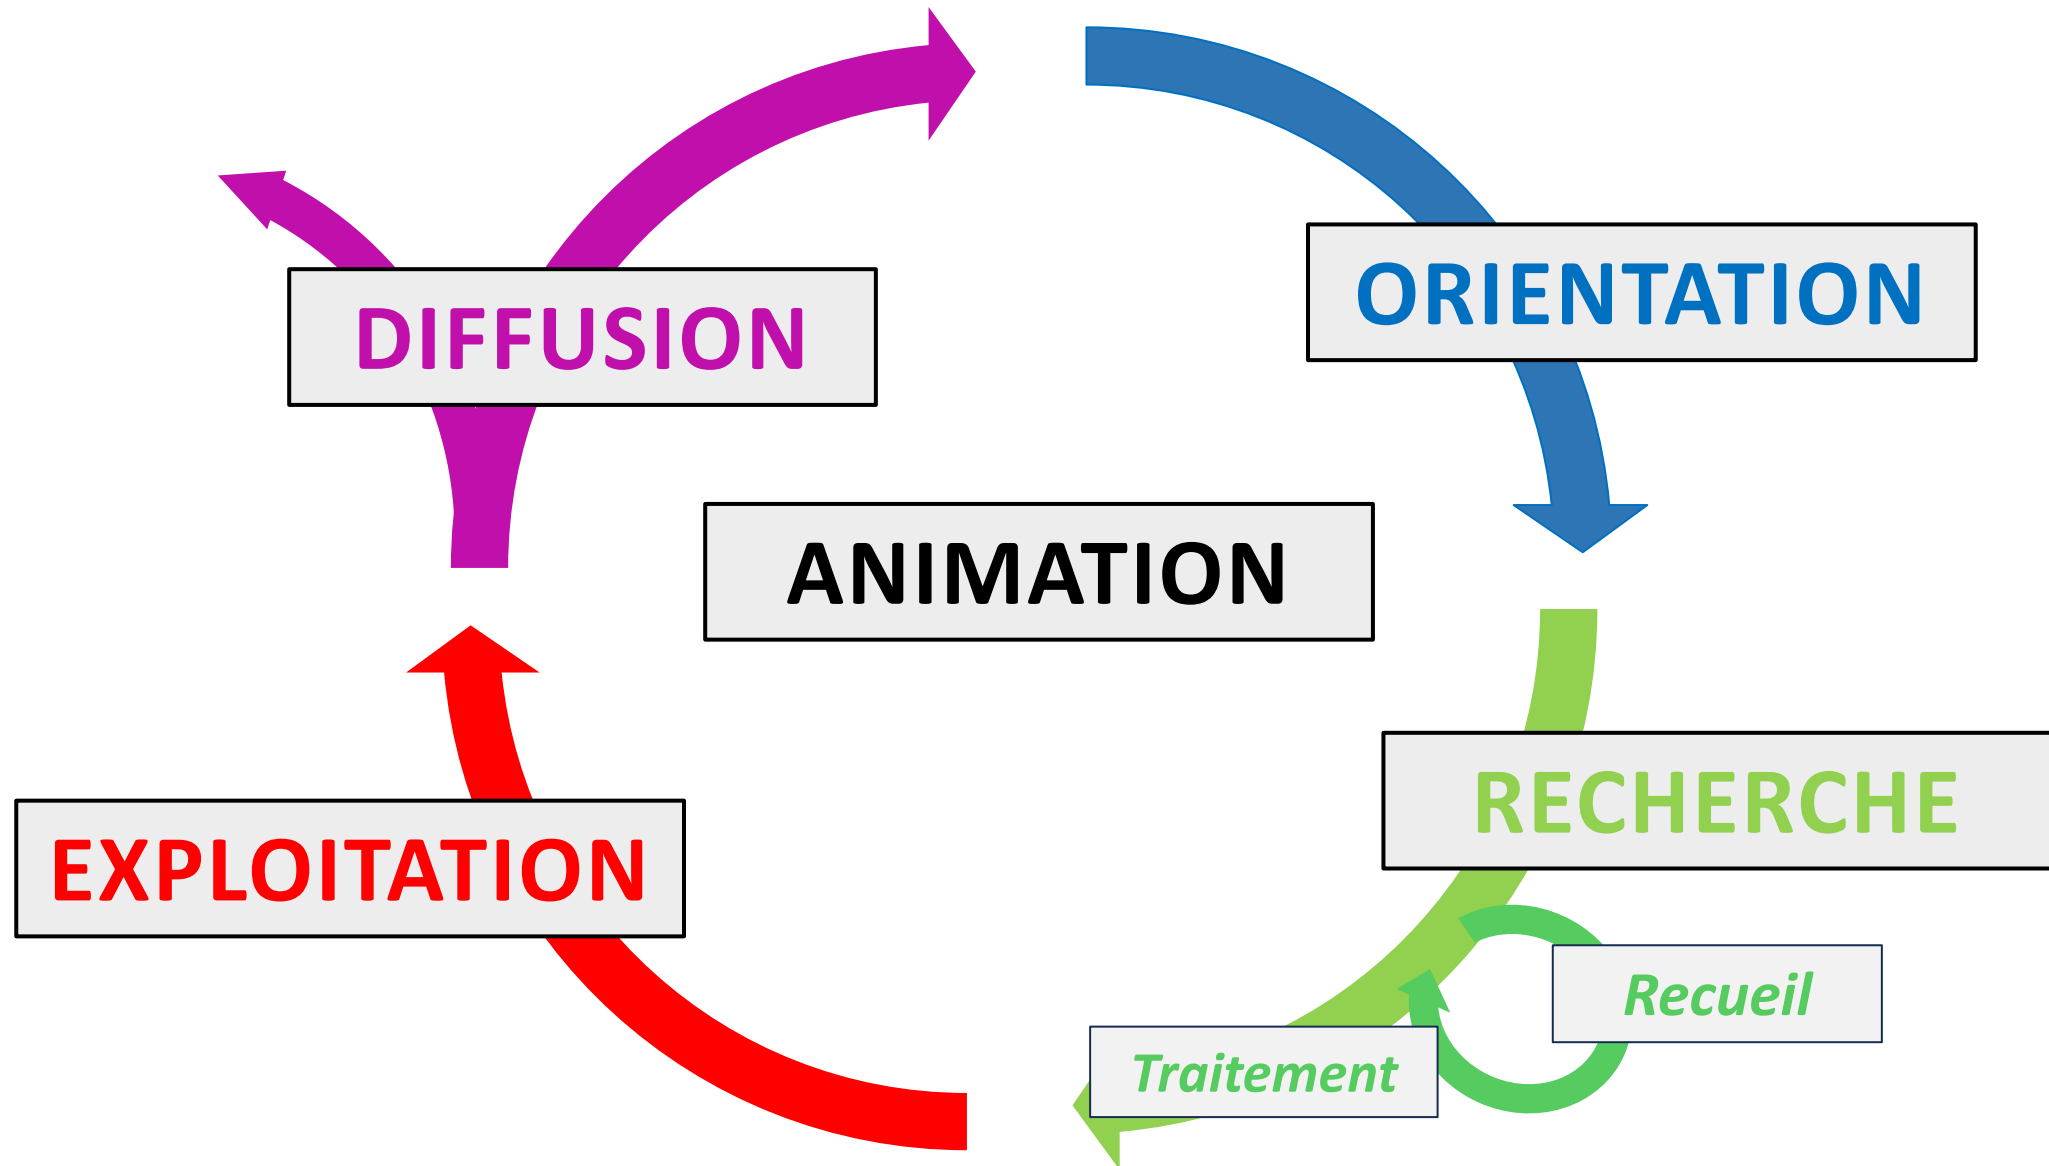 ORIENTATION
DIFFUSION
ANIMATION
RECHERCHE
EXPLOITATION
Recueil
Traitement